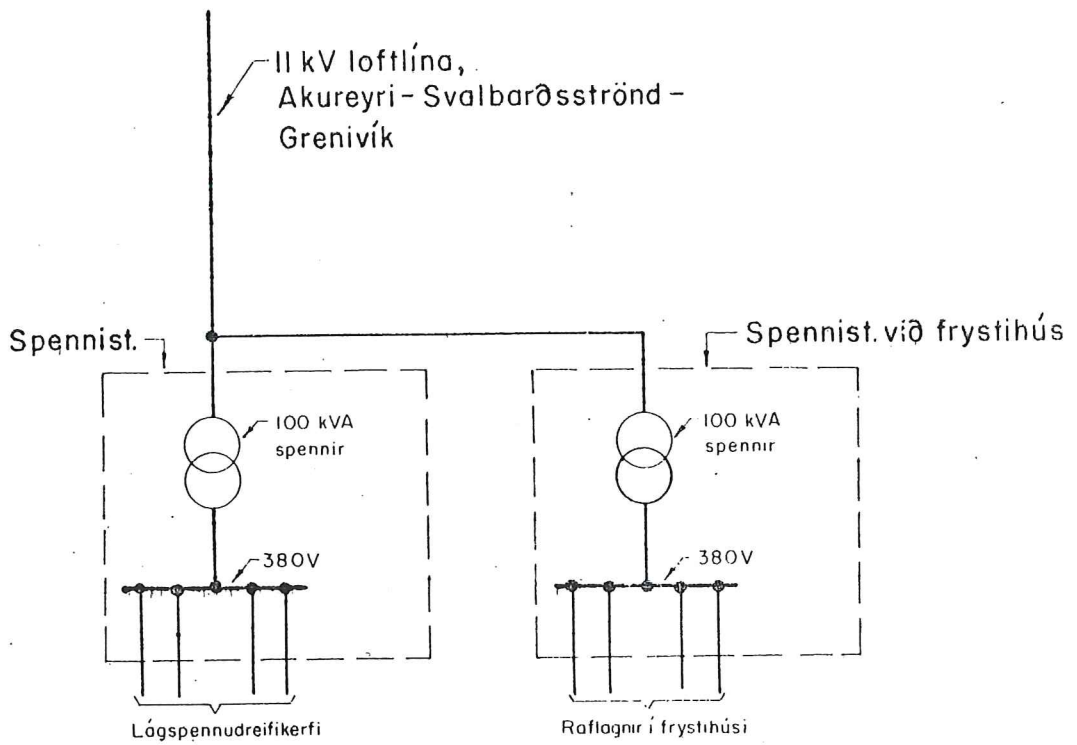 11 kV loftlína,
Akureyri - Svalbarðsströnd -
Grenivík
Spennist.
Spennist. við frystihús
100 kVA
spennir
100 kVA
spennir
380V
380V
Lágspennudreifikerfi
Raflagnir í frystihúsi